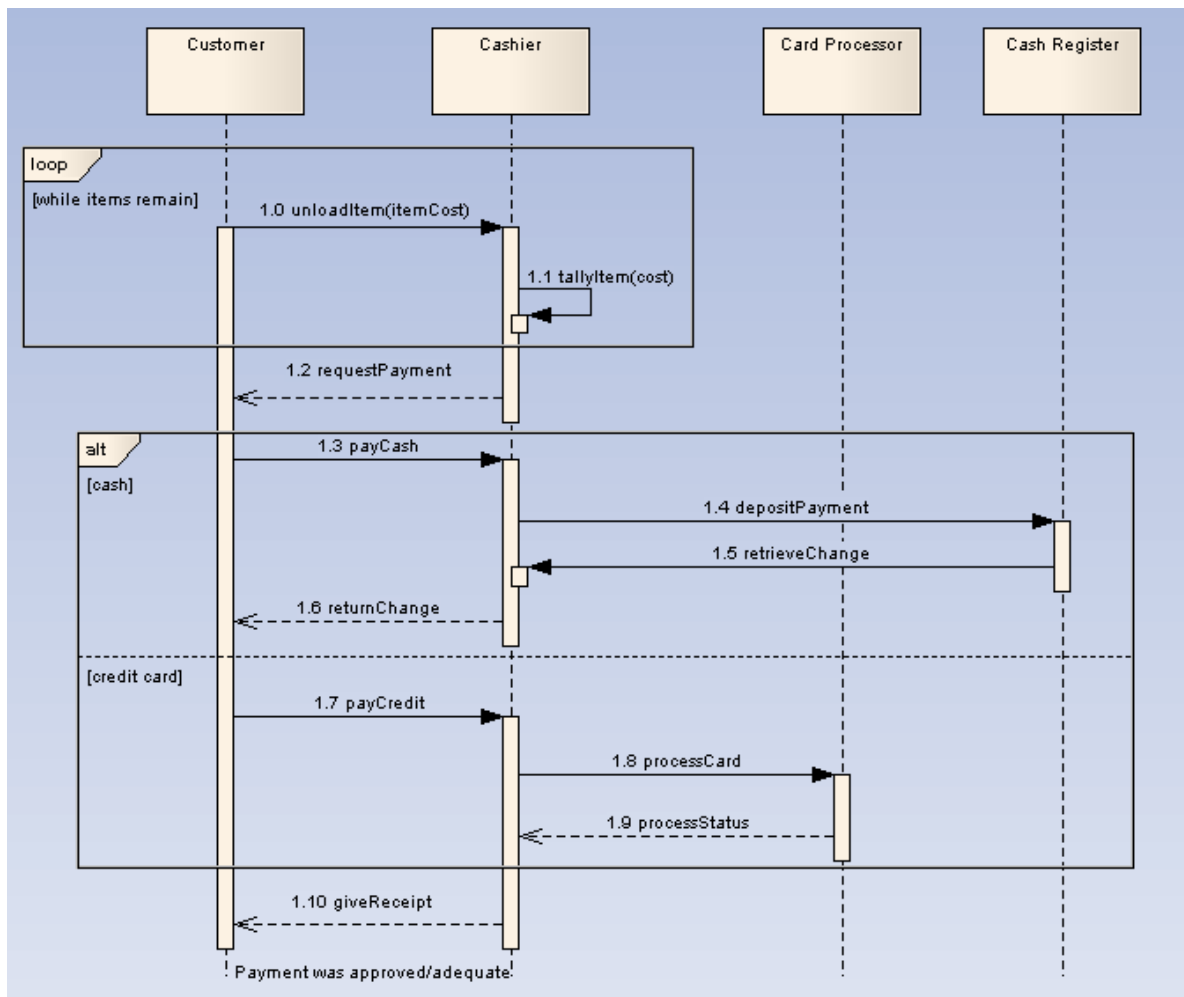 Customer
Cashier
Card Processor
Cash Register
loop
[while items remain]
1.0 unloadItem(itemCost)
1.1 tallyItem(cost)
1.2 requestPayment
alt
1.3 payCash
[cash]
1.4 depositPayment
1.5 retrieveChange
1.6 returnChange
[credit card]
1.7 payCredit
1.8 processCard
1.9 processStatus
1.10 giveReceipt
Payment was approved/adequate